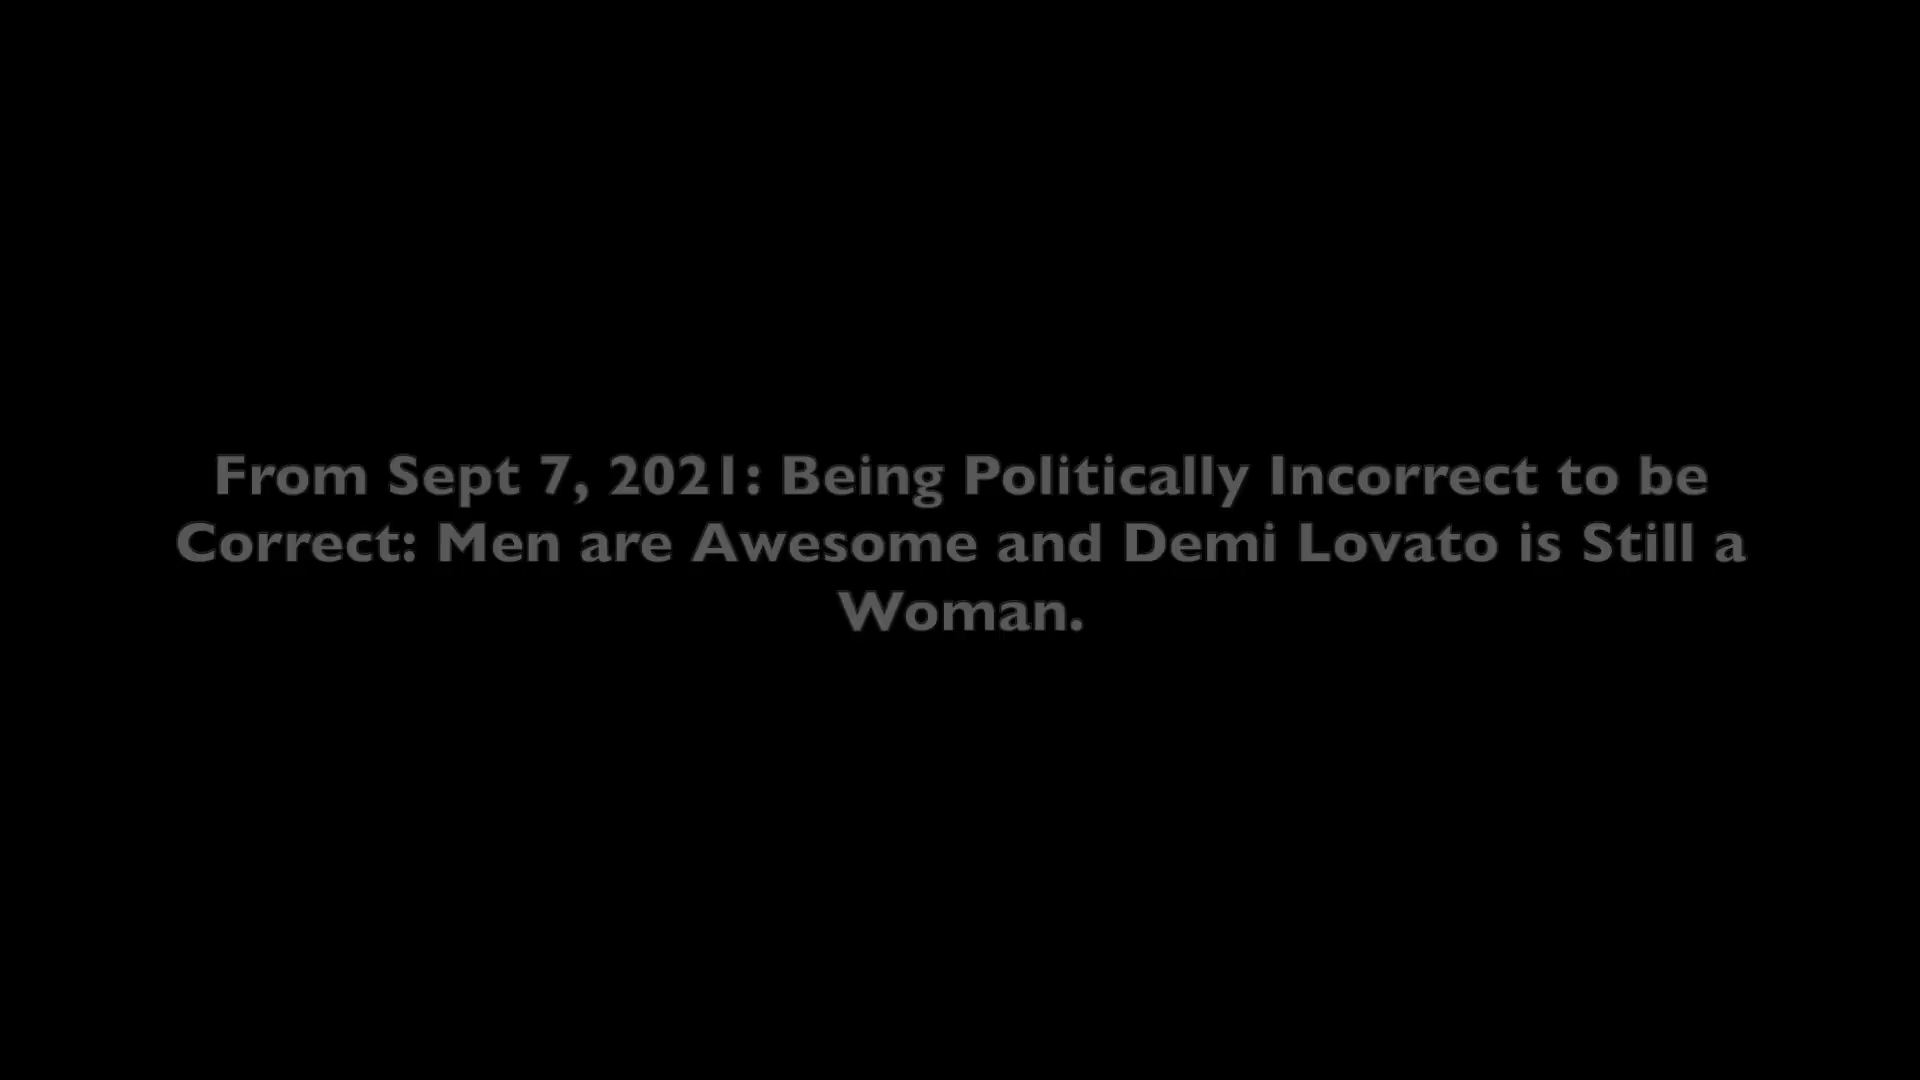 From Sept 7, 2021: Being Politically Incorrect to be
Correct: Men are Awesome and Demi Lovato is Still a
Woman.